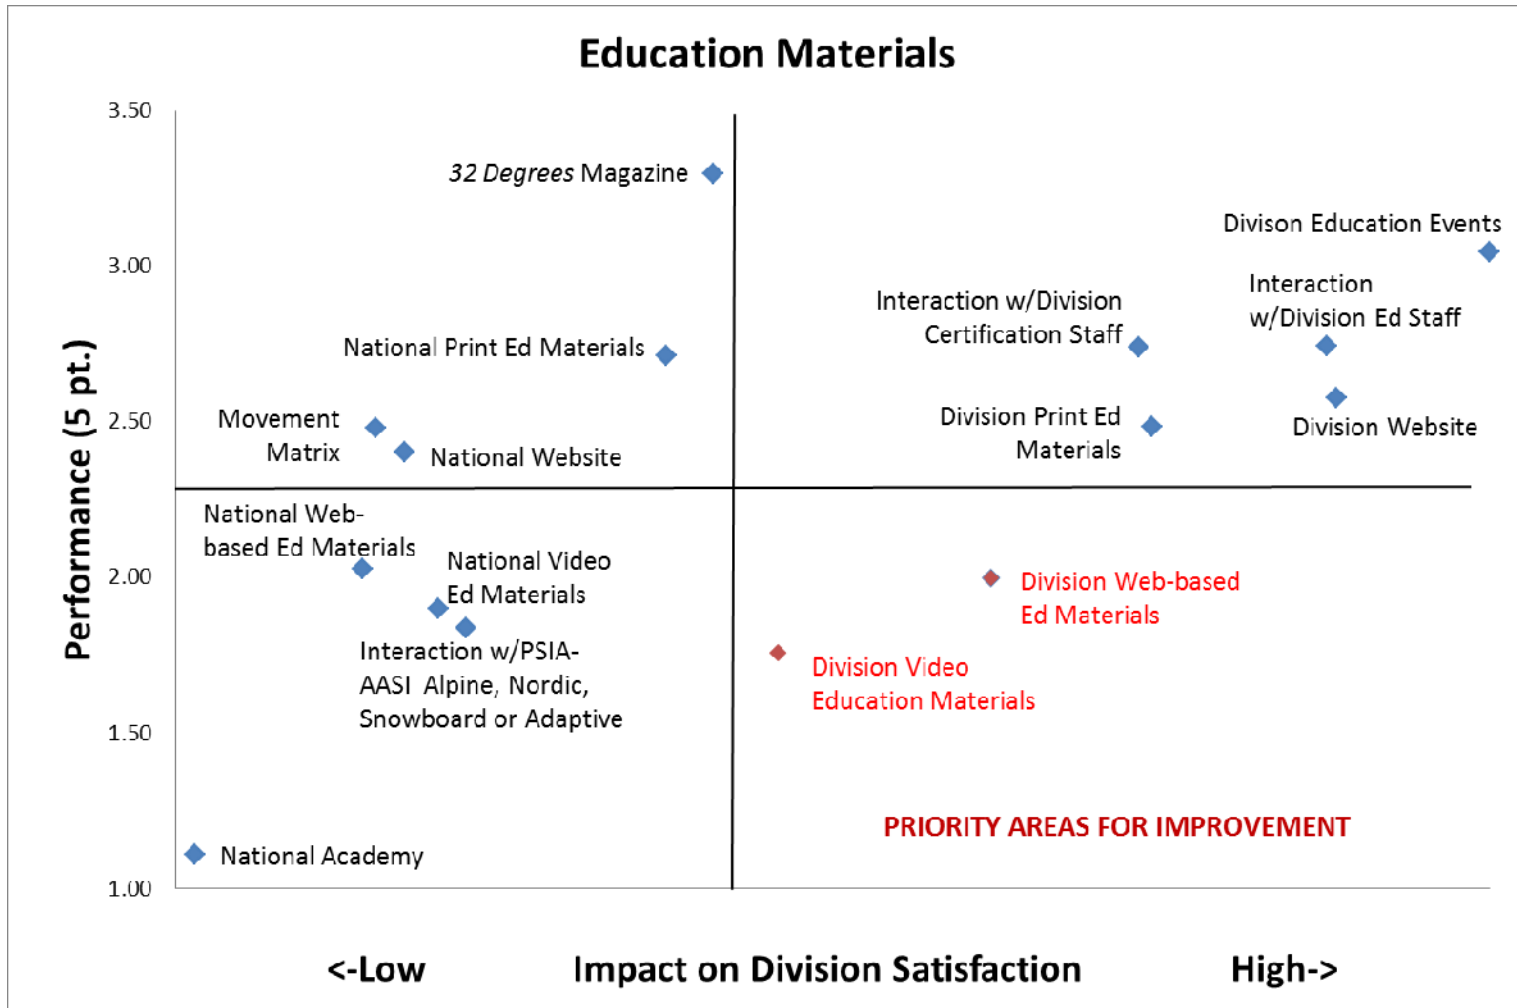 Education Materials
3.50
32 Degrees Magazine
Divison Education Events
3.00
Interaction
w/Division Ed Staff
Interaction w/Division
Certification Staff
National Print Ed Materials
Movement
Matrix
2.50
Division Print Ed
Materials
Division Website
National Website
Performance (5 pt.)
National Web-
based Ed Materials
National Video
Ed Materials
2.00
Division Web-based
Ed Materials
Interaction w/PSIA-
AASI Alpine, Nordic,
Snowboard or Adaptive
Division Video
Education Materials
1.50
PRIORITY AREAS FOR IMPROVEMENT
National Academy
1.00
<-Low
Impact on Division Satisfaction
High->